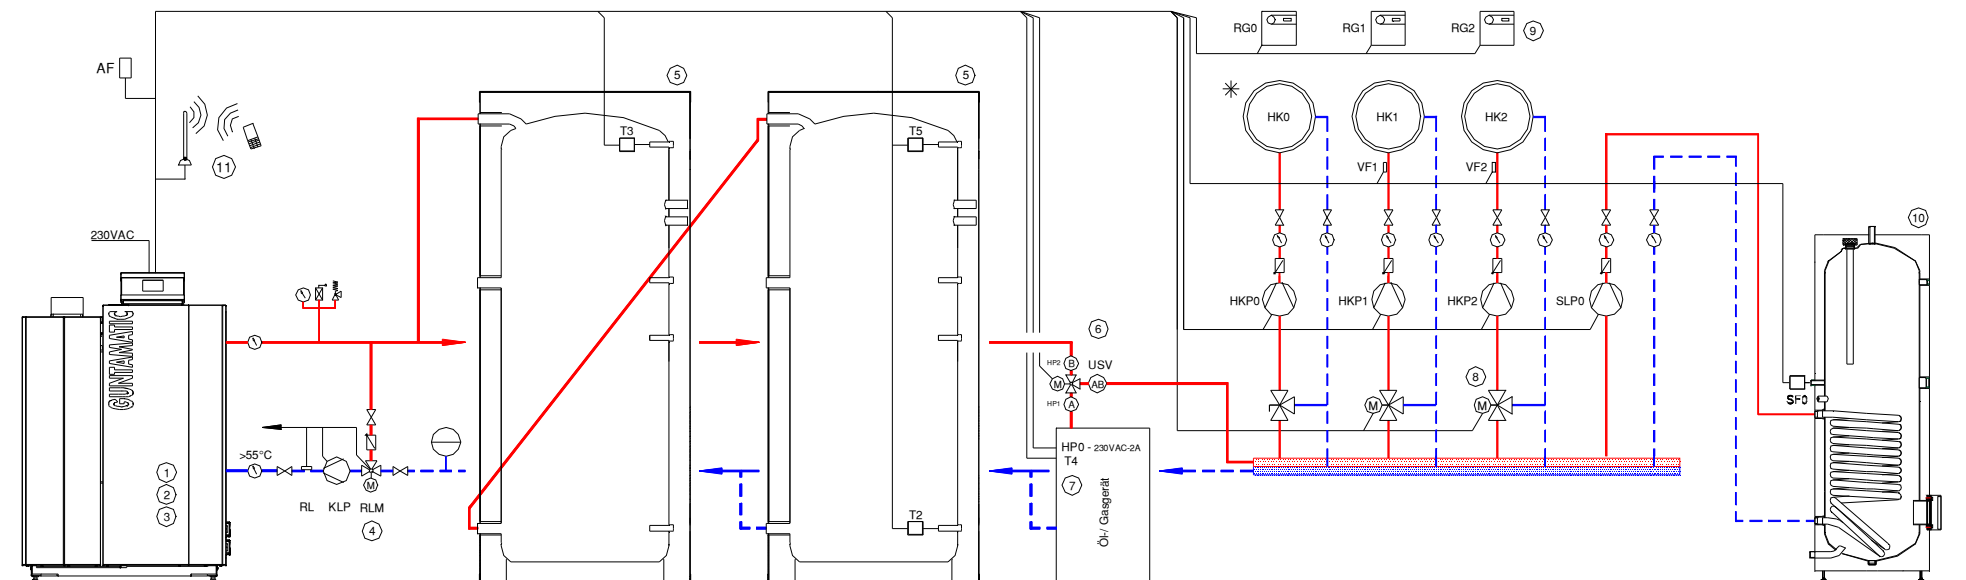 RG0
RG1
RG2
9
AF
5
5
T3
T5
HK0
HK1
HK2
11
VF1
VF2
10
230VAC
HKP0
HKP1
HKP2
SLP0
GUNTAMATIC
6
HP2
B
USV
M
AB
HP1
A
8
SF0
M
M
>55°C
HP0 - 230VAC-2A
T4
7
Öl-/ Gasgerät
1
2
3
M
RL
KLP
RLM
4
T2